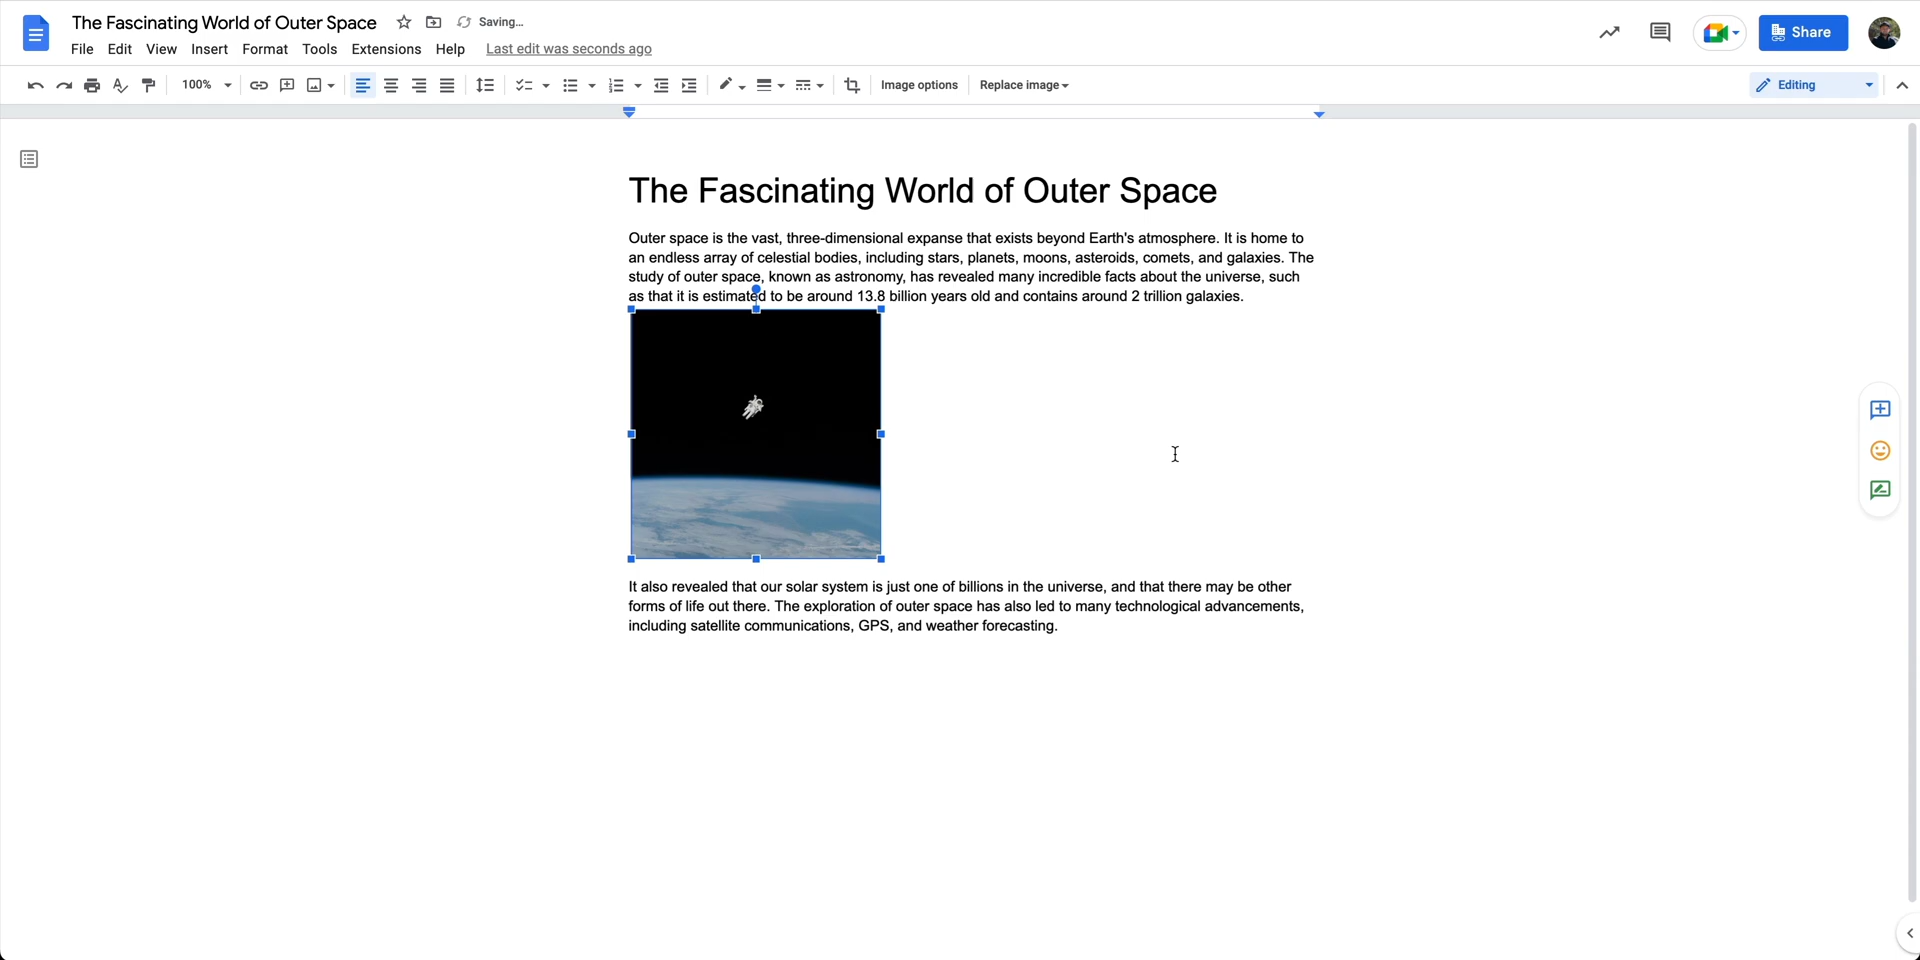 The Fascinating World of Outer Space Saving...
File Edit View Insert Format Tools Extensions Help Last edit was seconds ago
Share
100% Image options Replace image Editing
The Fascinating World of Outer Space
Outer space is the vast, three-dimensional expanse that exists beyond Earth's atmosphere. It is home to
an endless array of celestial bodies, including stars, planets, moons, asteroids, comets, and galaxies. The
study of outer space, known as astronomy, has revealed many incredible facts about the universe, such
as that it is estimated to be around 13.8 billion years old and contains around 2 trillion galaxies.
It also revealed that our solar system is just one of billions in the universe, and that there may be other
forms of life out there. The exploration of outer space has also led to many technological advancements,
including satellite communications, GPS, and weather forecasting.